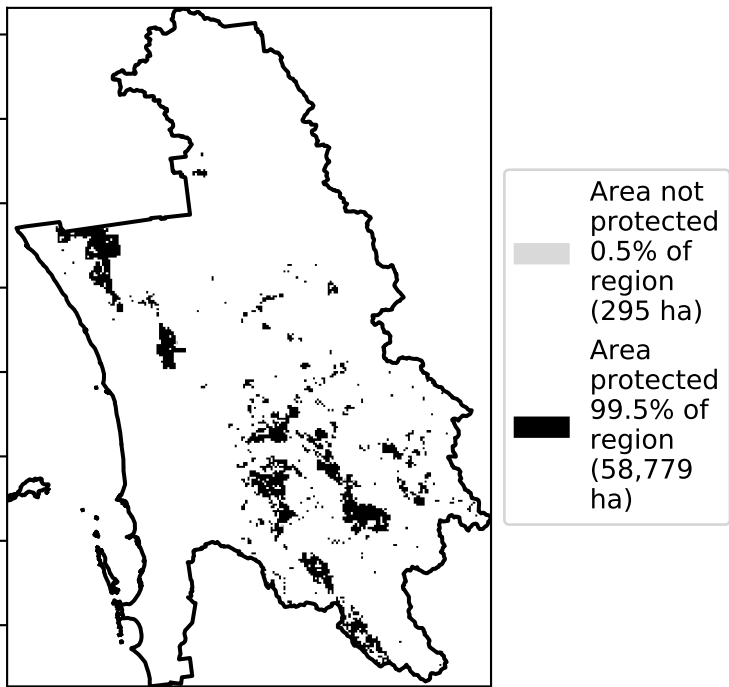 Area not
protected
0.5% of
region
(295 ha)
Area
protected
99.5% of
region
(58,779
ha)